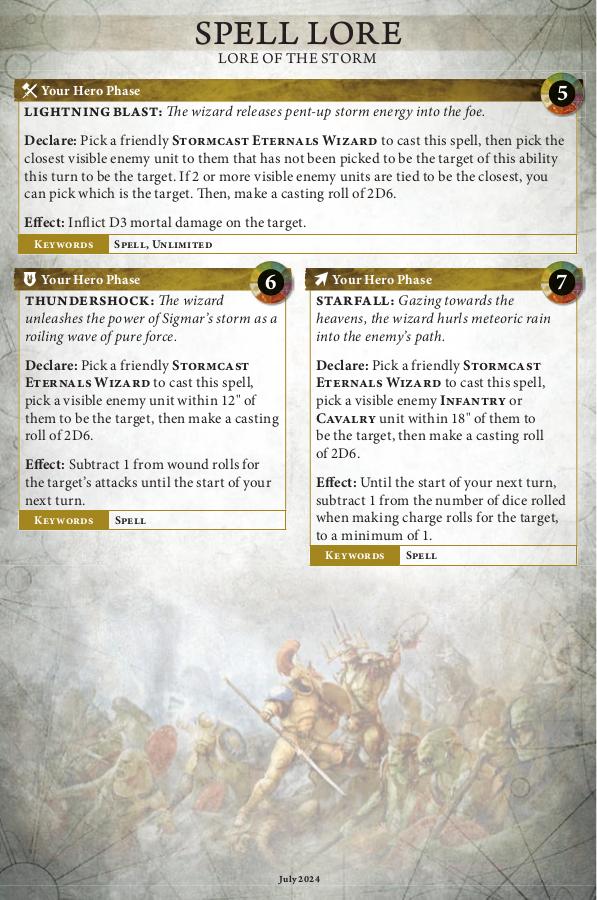 SPELL LORE
LORE OF THE STORM
Your Hero Phase
5
LIGHTNING BLAST: The wizard releases pent-up storm energy into the foe.
Declare: Pick a friendly STORMCAST ETERNALS WIZARD to cast this spell, then pick the
closest visible enemy unit to them that has not been picked to be the target of this ability
this turn to be the target. If 2 or more visible enemy units are tied to be the closest, you
can pick which is the target. Then, make a casting roll of 2D6.
Effect: Inflict D3 mortal damage on the target.
KEYWORDS SPELL, UNLIMITED
Your Hero Phase
6
THUNDERSHOCK: The wizard
unleashes the power of Sigmar's storm as a
roiling wave of pure force.
Declare: Pick a friendly STORMCAST
ETERNALS WIZARD to cast this spell,
pick a visible enemy unit within 12" of
them to be the target, then make a casting
roll of 2D6.
Effect: Subtract 1 from wound rolls for
the target's attacks until the start of your
next turn.
KEYWORDS SPELL
Your Hero Phase
7
STARFALL: Gazing towards the
heavens, the wizard hurls meteoric rain
into the enemy's path.
Declare: Pick a friendly STORMCAST
ETERNALS WIZARD to cast this spell,
pick a visible enemy INFANTRY or
CAVALRY unit within 18" of them to
be the target, then make a casting roll
of 2D6.
Effect: Until the start of your next turn,
subtract 1 from the number of dice rolled
when making charge rolls for the target,
to a minimum of 1.
KEYWORDS SPELL
July 2024